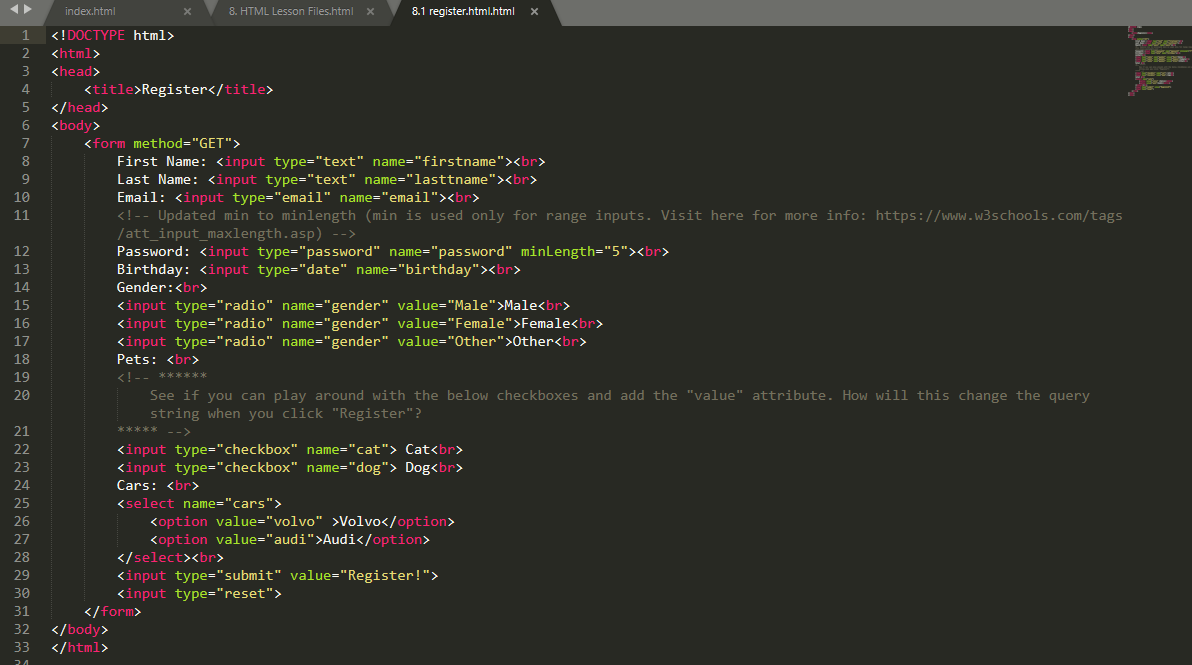 index.html × 8. HTML Lesson Files.html × 8.1 register.html.html ×
1 <!DOCTYPE html>
2 <html>
3 <head>
4 <title>Register</title>
5 </head>
6 <body>
7 <form method="GET">
8 First Name: <input type="text" name="firstname"><br>
9 Last Name: <input type="text" name="lasttname"><br>
10 Email: <input type="email" name="email"><br>
11 <!-- Updated min to minlength (min is used only for range inputs. Visit here for more info: https://www.w3schools.com/tags
/att_input_maxlength.asp) -->
12 Password: <input type="password" name="password" minLength="5"><br>
13 Birthday: <input type="date" name="birthday"><br>
14 Gender:<br>
15 <input type="radio" name="gender" value="Male">Male<br>
16 <input type="radio" name="gender" value="Female">Female<br>
17 <input type="radio" name="gender" value="Other">Other<br>
18 Pets: <br>
19 <!-- ******
20 See if you can play around with the below checkboxes and add the "value" attribute. How will this change the query
string when you click "Register"?
21 ***** -->
22 <input type="checkbox" name="cat"> Cat<br>
23 <input type="checkbox" name="dog"> Dog<br>
24 Cars: <br>
25 <select name="cars">
26 <option value="volvo" >Volvo</option>
27 <option value="audi">Audi</option>
28 </select><br>
29 <input type="submit" value="Register!">
30 <input type="reset">
31 </form>
32 </body>
33 </html>
34